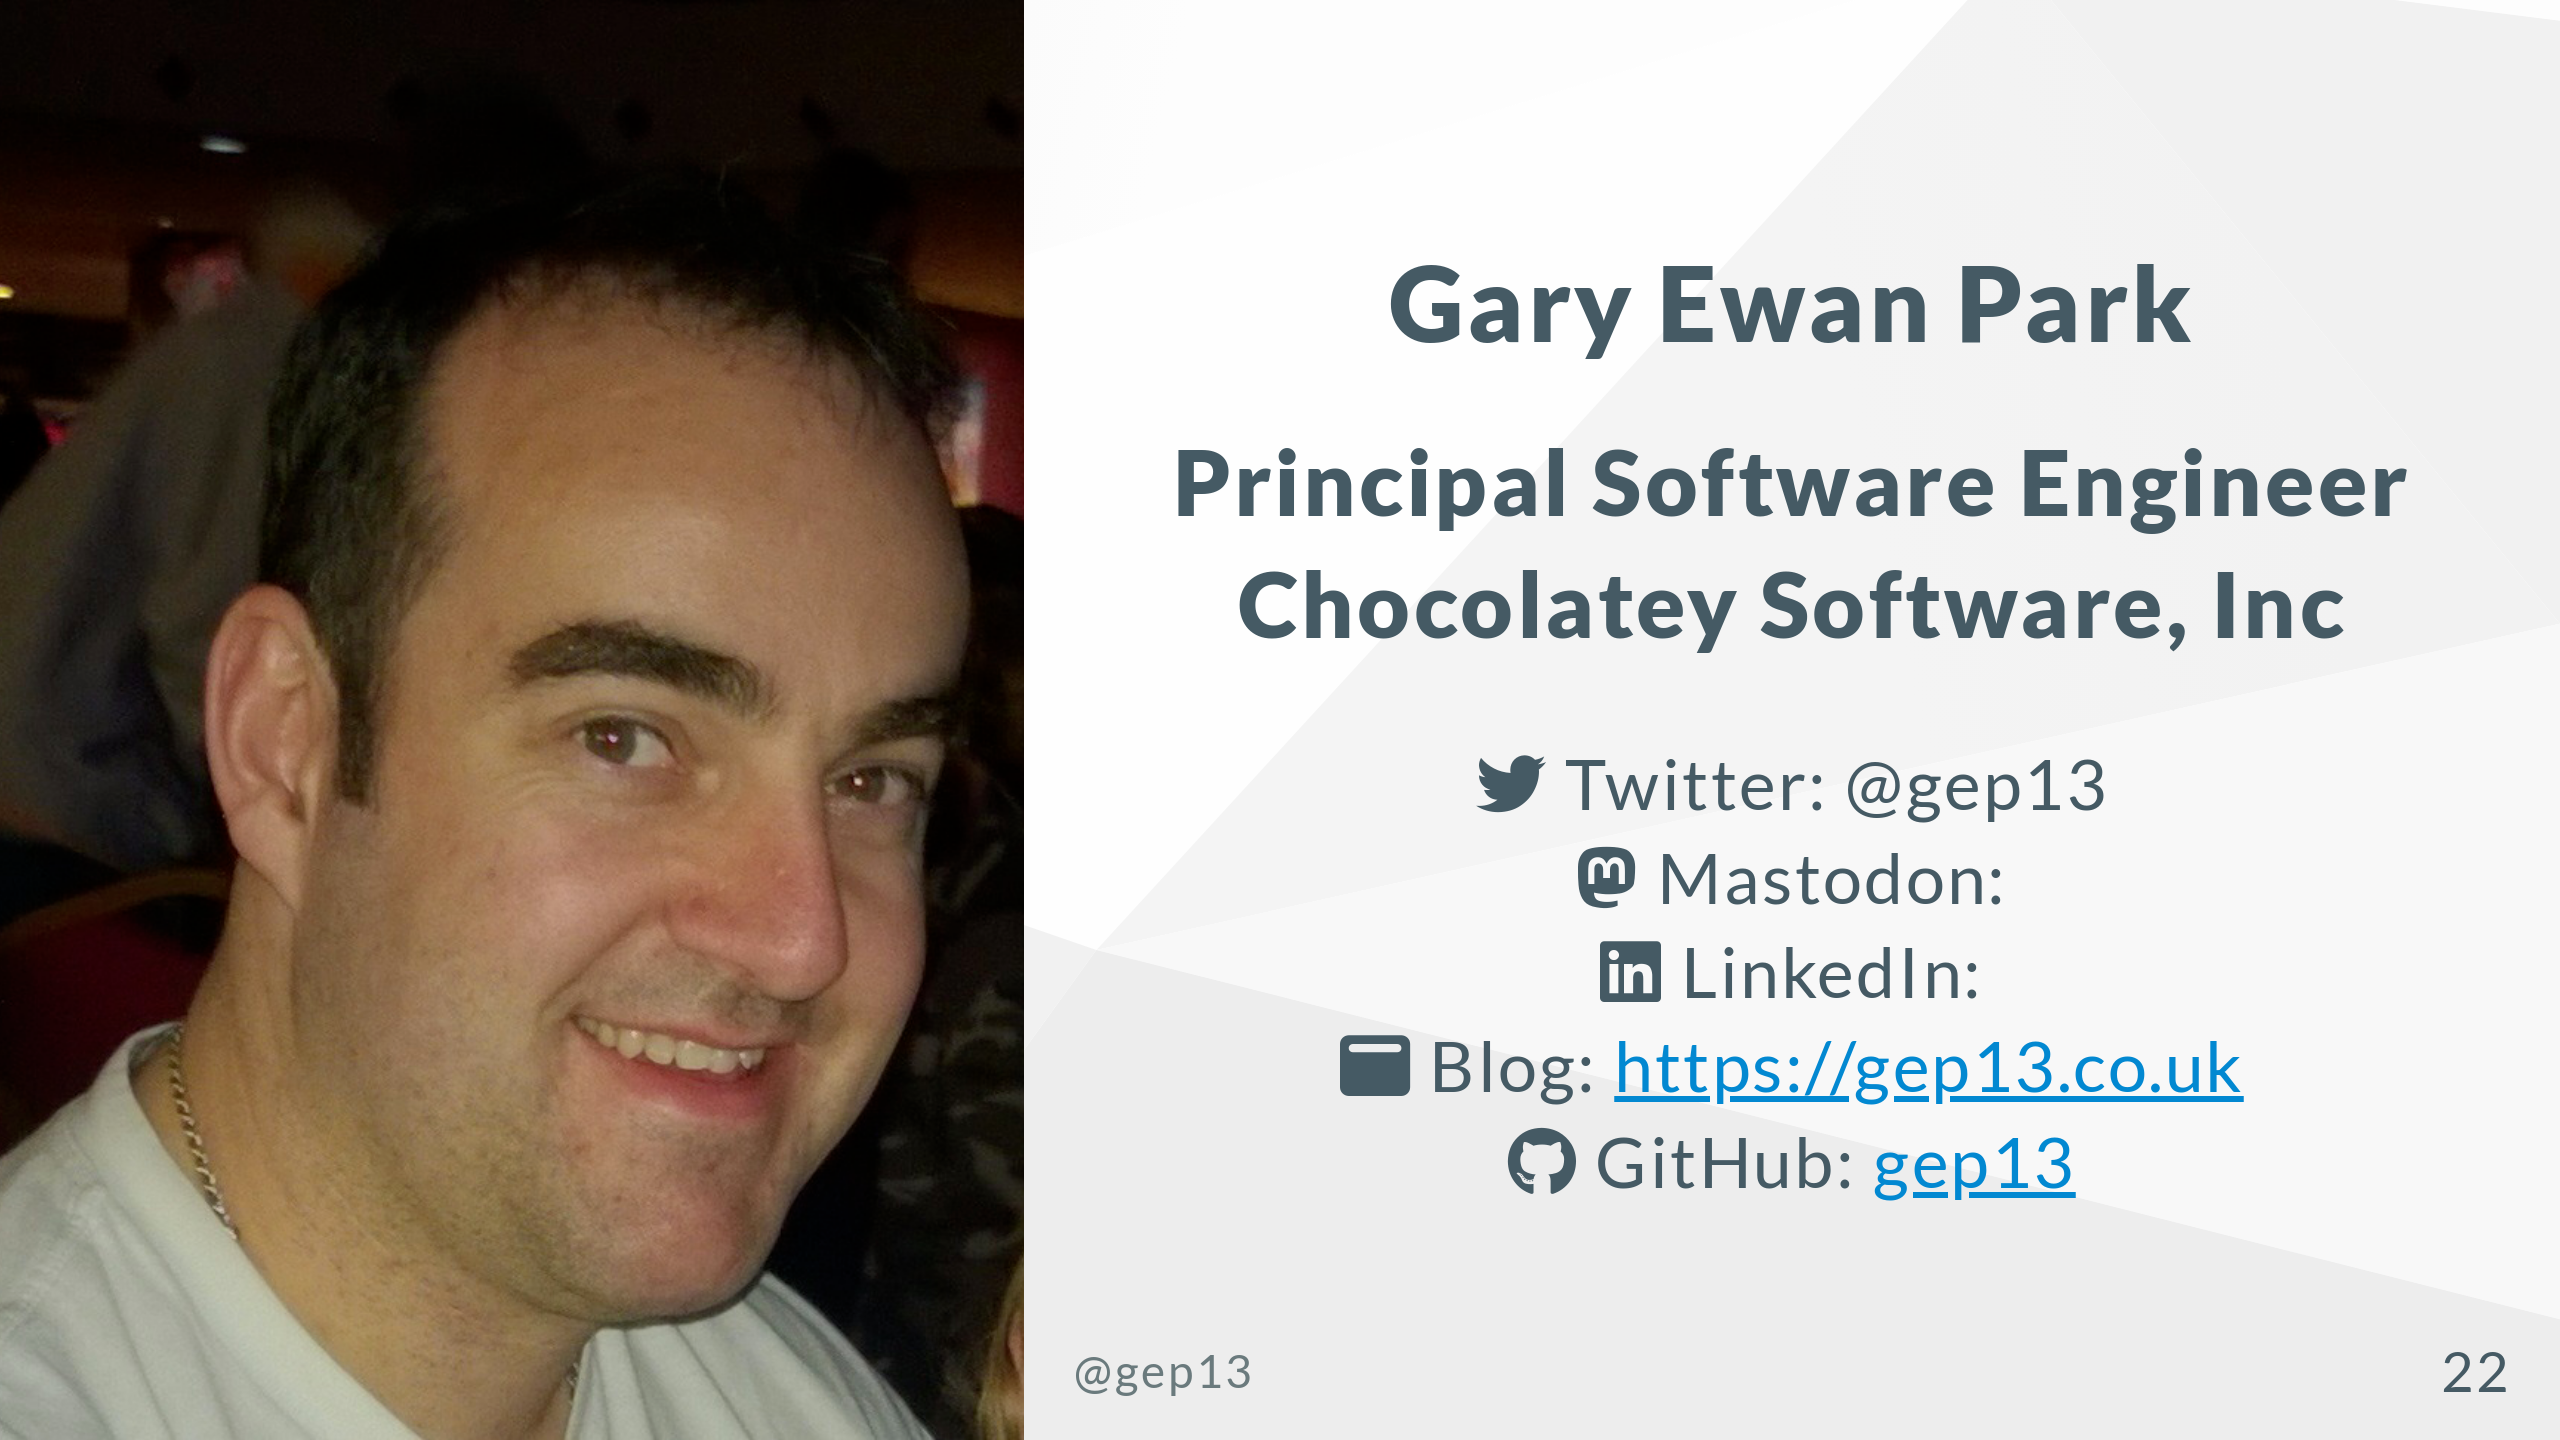 Gary Ewan Park
Principal Software Engineer
Chocolatey Software, Inc
Twitter: @gep13
Mastodon:
LinkedIn:
Blog: https://gep13.co.uk
GitHub: gep13
@gep13
22